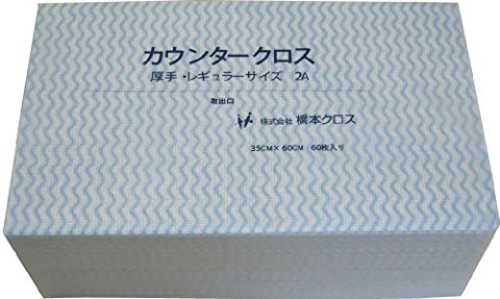 カウンタークロス
厚手・レギュラーサイズ 2A
取出口
株式会社 橋本クロス
35CM×60CM 60枚入り